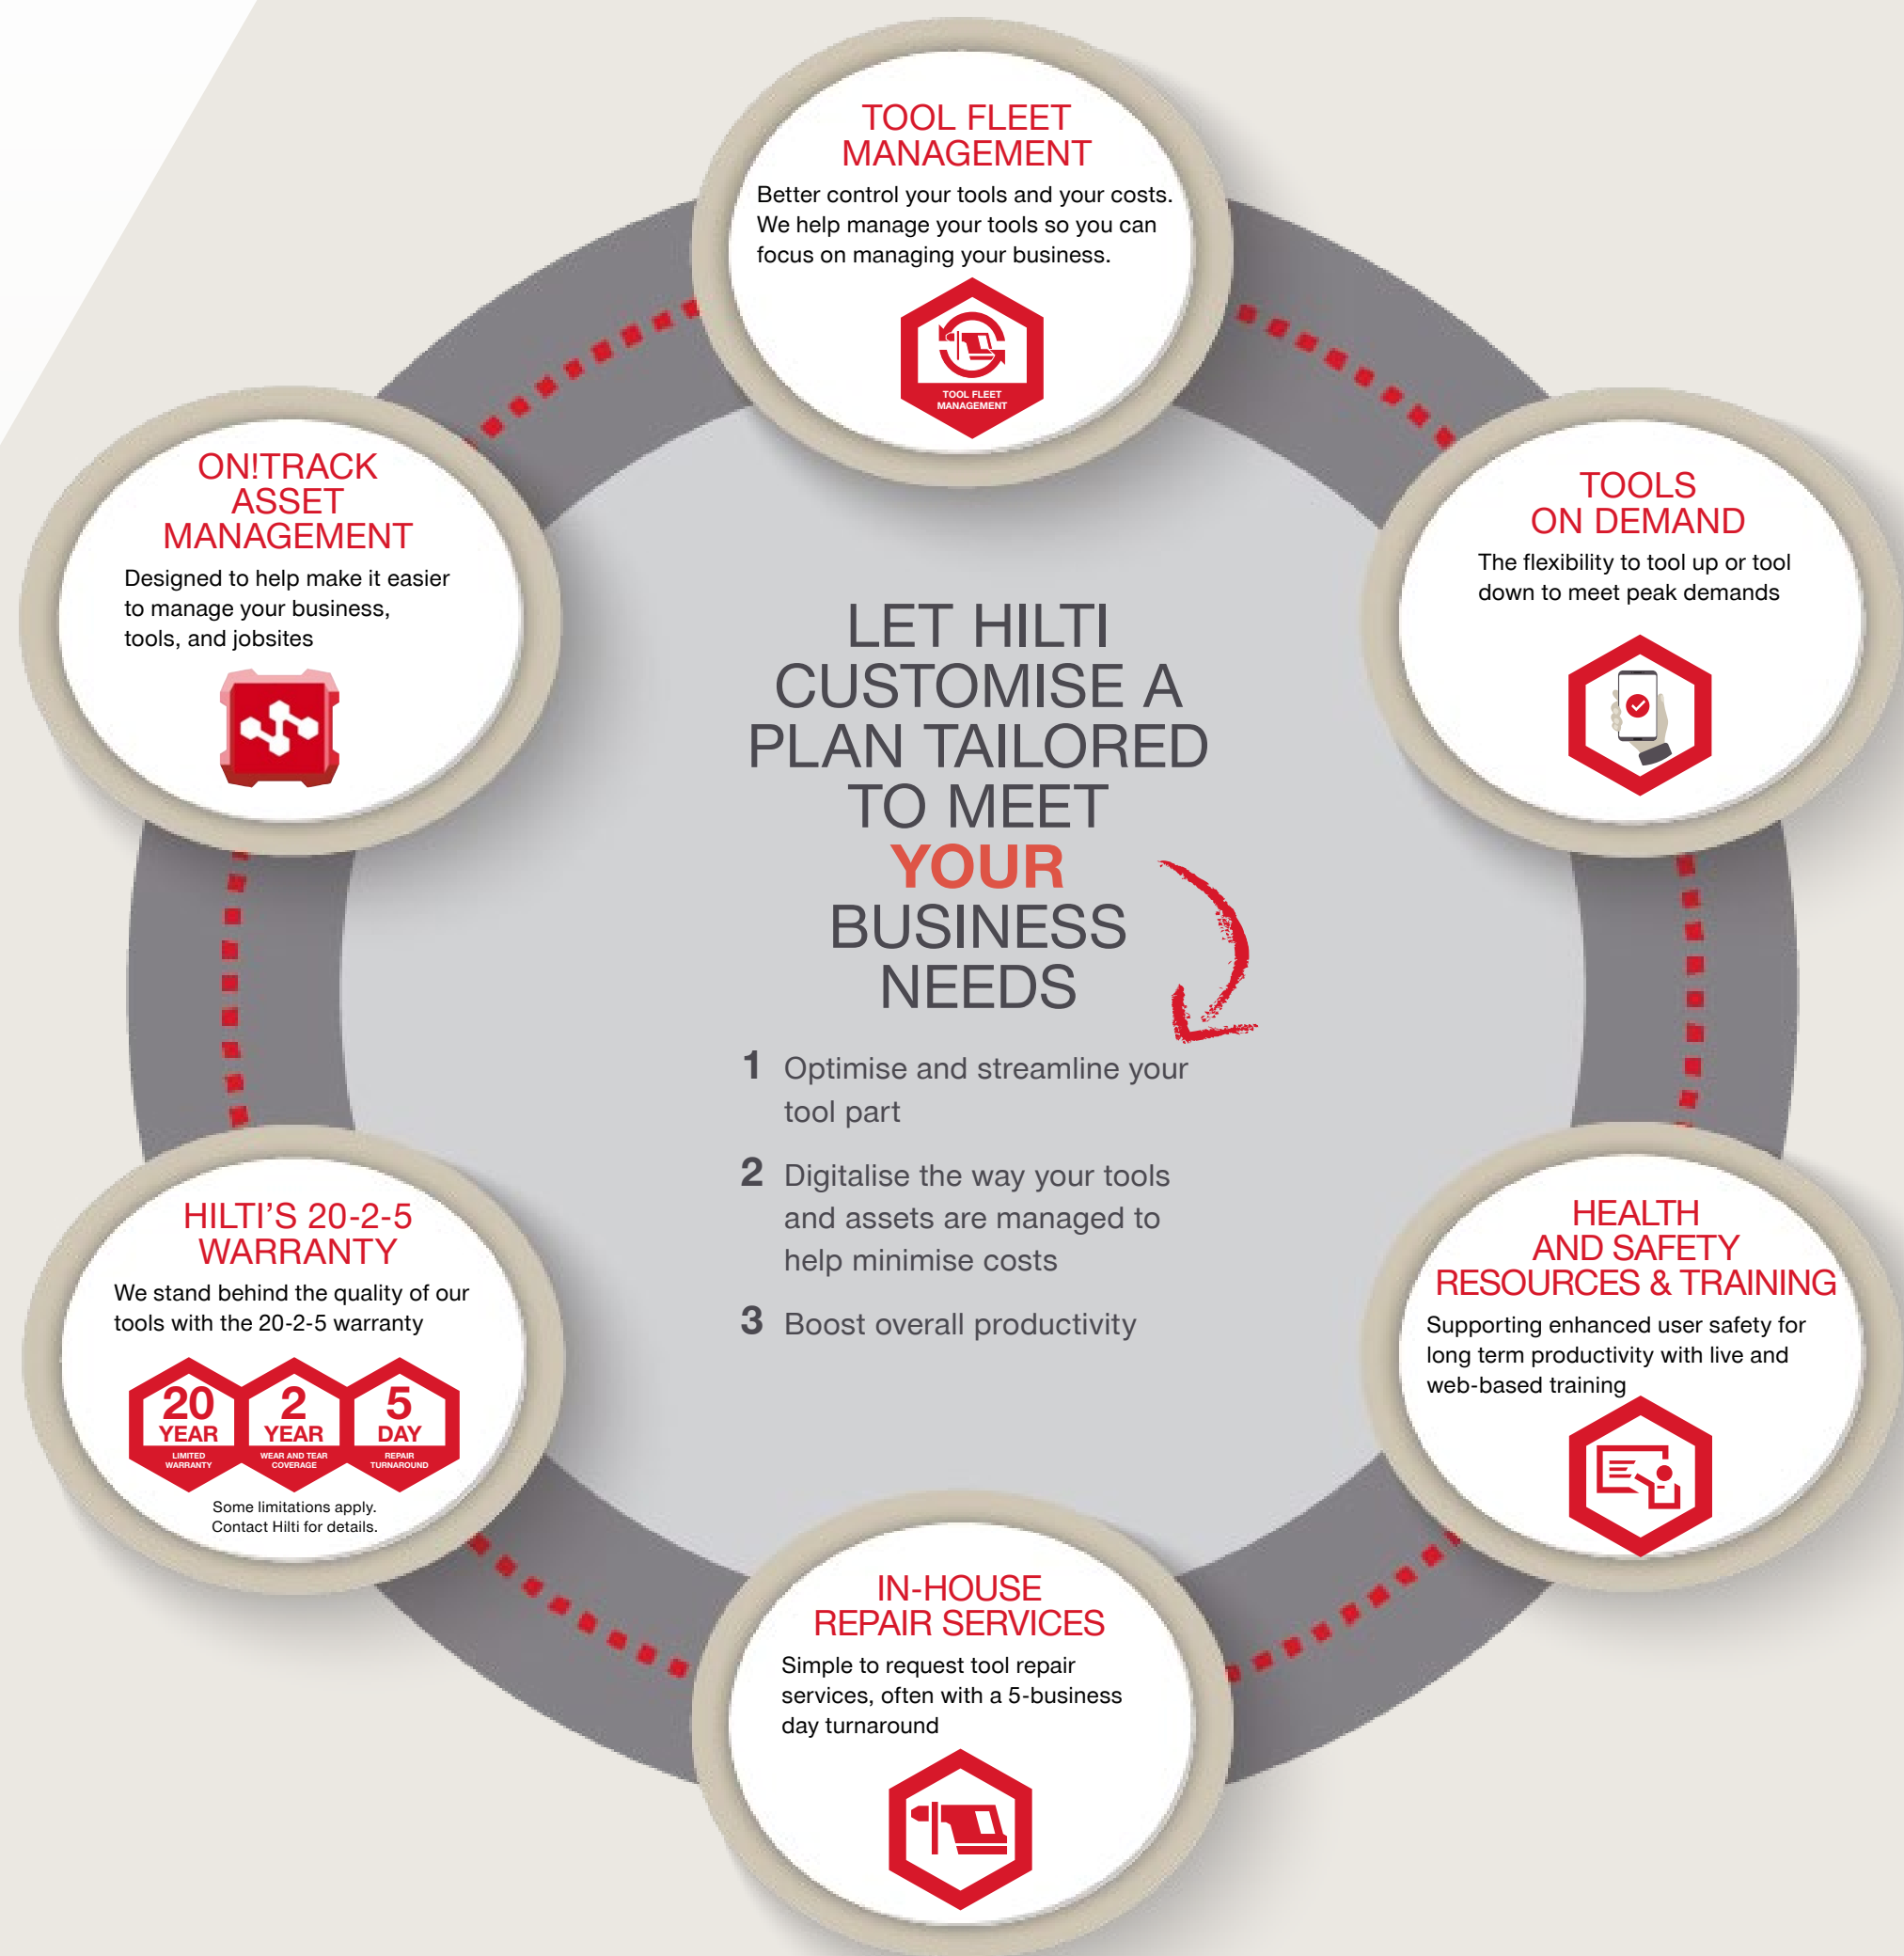 TOOL FLEET
MANAGEMENT
Better control your tools and your costs.
We help manage your tools so you can
focus on managing your business.
TOOL FLEET
MANAGEMENT
TOOLS
ON DEMAND
The flexibility to tool up or tool
down to meet peak demands
HEALTH
AND SAFETY
RESOURCES & TRAINING
Supporting enhanced user safety for
long term productivity with live and
web-based training
IN-HOUSE
REPAIR SERVICES
Simple to request tool repair
services, often with a 5-business
day turnaround
HILTI’S 20-2-5
WARRANTY
We stand behind the quality of our
tools with the 20-2-5 warranty
20
YEAR
LIMITED
WARRANTY
2
YEAR
WEAR AND TEAR
COVERAGE
5
DAY
REPAIR
TURNAROUND
Some limitations apply.
Contact Hilti for details.
ON!TRACK
ASSET
MANAGEMENT
Designed to help make it easier
to manage your business,
tools, and jobsites
LET HILTI
CUSTOMISE A
PLAN TAILORED
TO MEET
YOUR
BUSINESS
NEEDS
1 Optimise and streamline your
tool part
2 Digitalise the way your tools
and assets are managed to
help minimise costs
3 Boost overall productivity